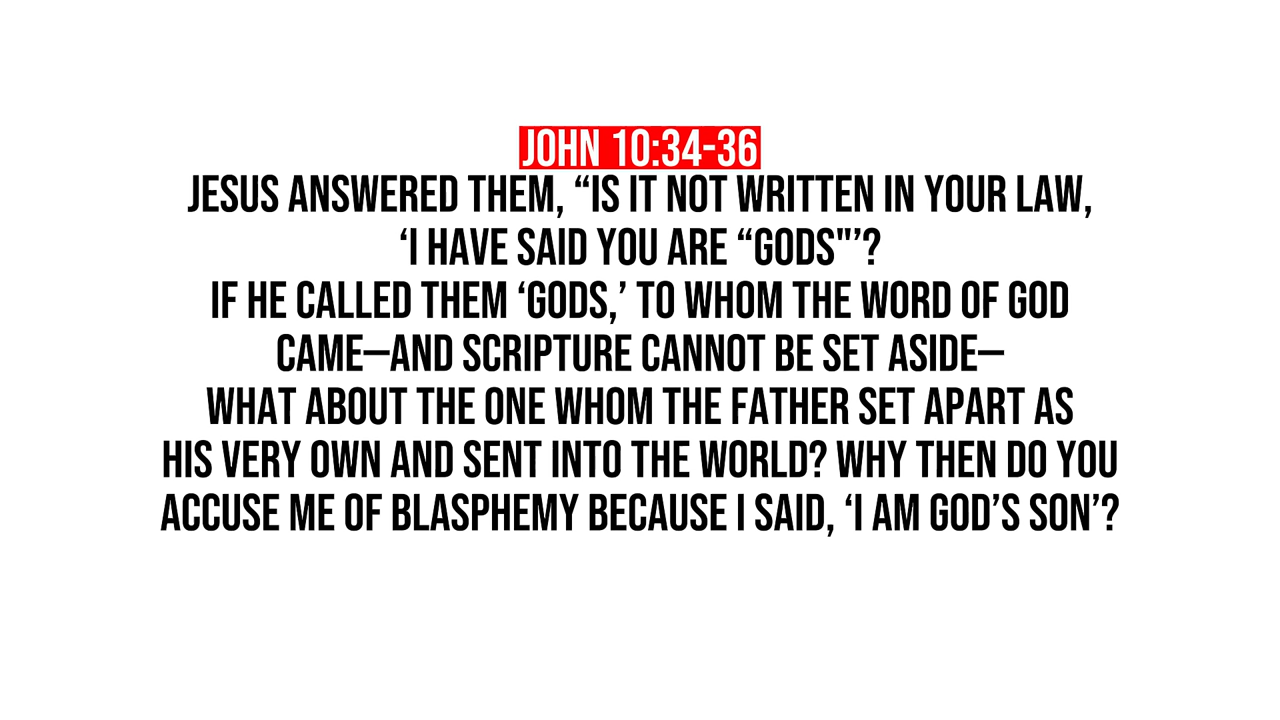 JOHN 10:34-36
JESUS ANSWERED THEM, “IS IT NOT WRITTEN IN YOUR LAW,
‘I HAVE SAID YOU ARE “GODS"’?
IF HE CALLED THEM ‘GODS,’ TO WHOM THE WORD OF GOD
CAME—AND SCRIPTURE CANNOT BE SET ASIDE—
WHAT ABOUT THE ONE WHOM THE FATHER SET APART AS
HIS VERY OWN AND SENT INTO THE WORLD? WHY THEN DO YOU
ACCUSE ME OF BLASPHEMY BECAUSE I SAID, ‘I AM GOD’S SON’?